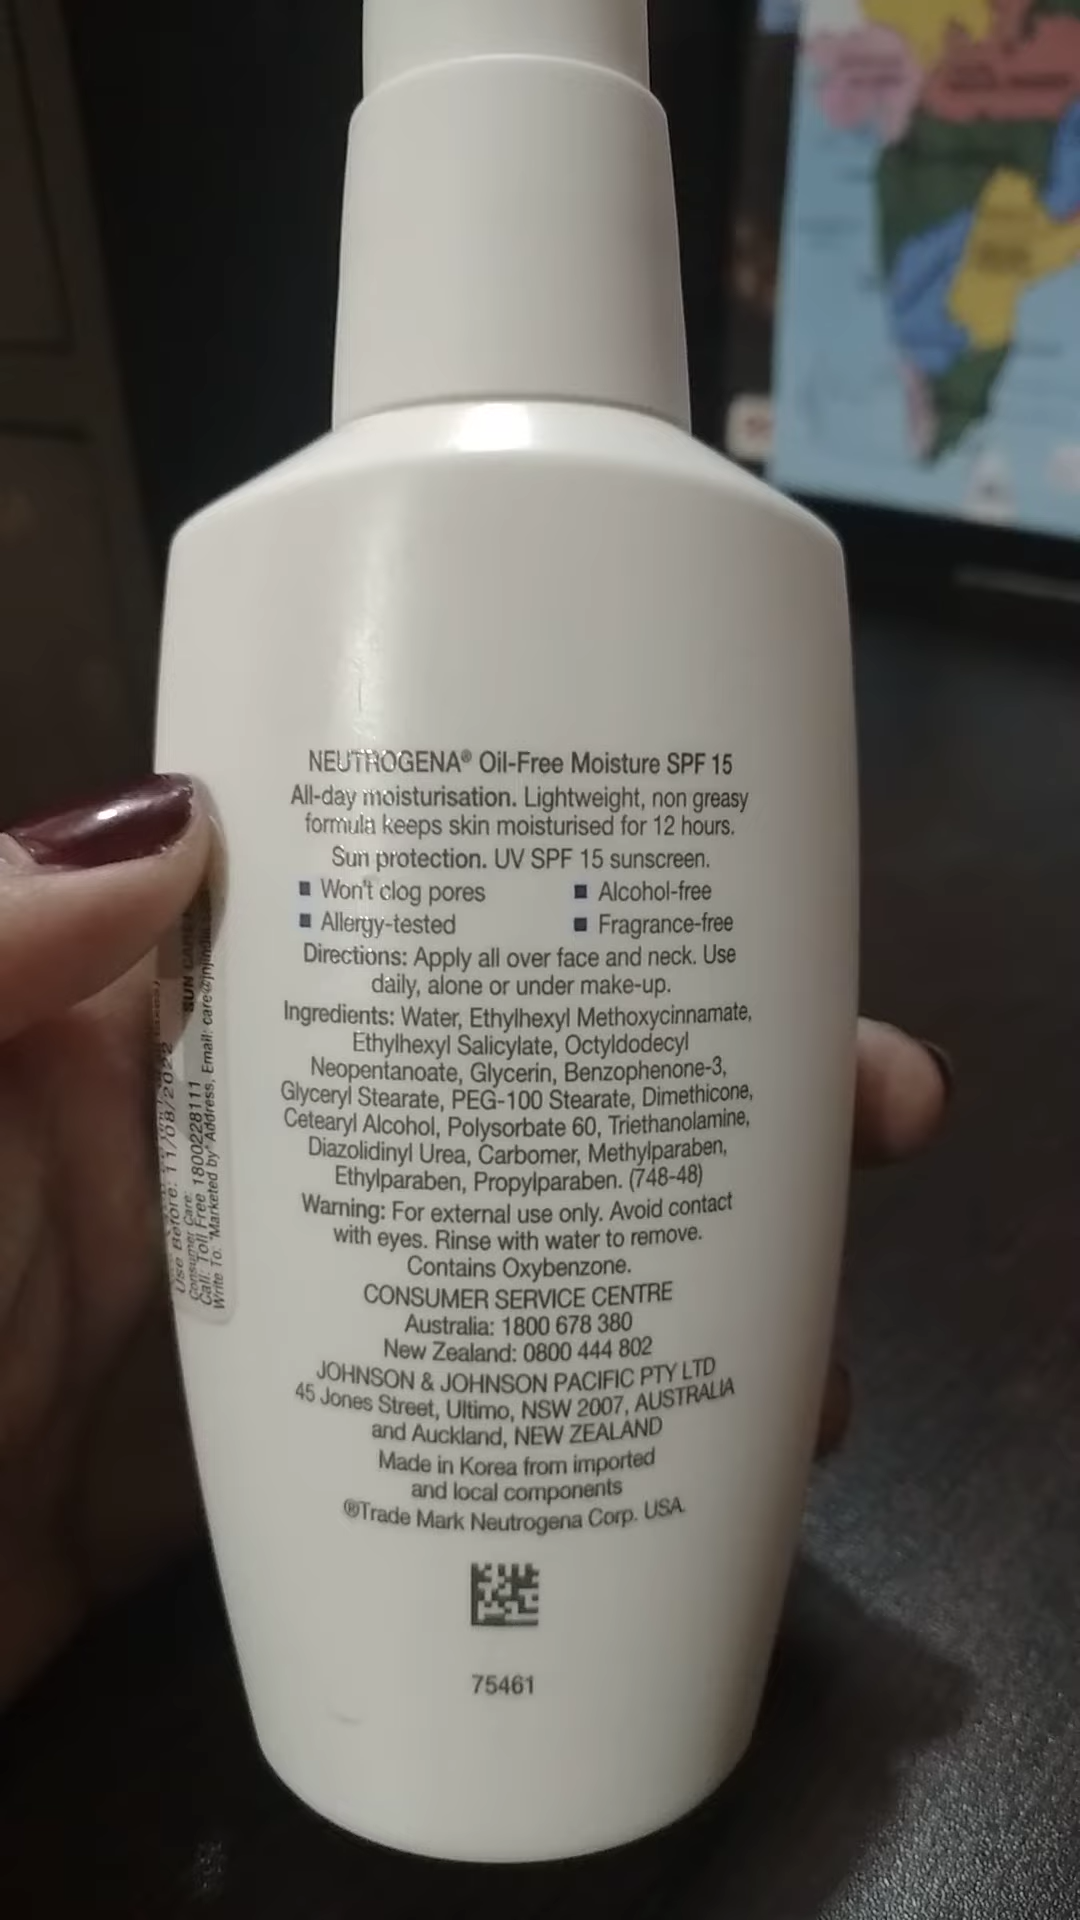 NEUTROGENA® Oil-Free Moisture SPF 15
All-day moisturisation. Lightweight, non greasy
formula keeps skin moisturised for 12 hours.
Sun protection. UV SPF 15 sunscreen.
Won't clog pores
Alcohol-free
Allergy-tested
Fragrance-free
Directions: Apply all over face and neck. Use
daily, alone or under make-up.
Ingredients: Water, Ethylhexyl Methoxycinnamate,
Ethylhexyl Salicylate, Octyldodecyl
Neopentanoate, Glycerin, Benzophenone-3,
Glyceryl Stearate, PEG-100 Stearate, Dimethicone,
Cetearyl Alcohol, Polysorbate 60, Triethanolamine,
Diazolidinyl Urea, Carbomer, Methylparaben,
Ethylparaben, Propylparaben. (748-48)
Warning: For external use only. Avoid contact
with eyes. Rinse with water to remove.
Contains Oxybenzone.
CONSUMER SERVICE CENTRE
Australia: 1800 678 380
New Zealand: 0800 444 802
JOHNSON & JOHNSON PACIFIC PTY LTD
45 Jones Street, Ultimo, NSW 2007, AUSTRALIA
and Auckland, NEW ZEALAND
Made in Korea from imported
and local components
®Trade Mark Neutrogena Corp. USA.
75461
SUN CARE
Use Before: 11/08/2022
Consumer Care:
Call: Toll Free 1800228111
Write To: "Marketed by" Address, Email: care@jnjindia.